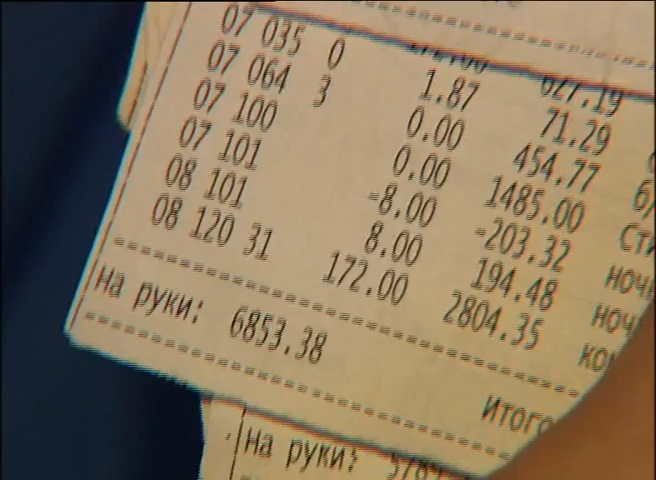 627.19
07 035 0 1.87 71.29
07 064 3 0.00 454.77
07 100 0.00 1485.00
07 101 -8.00 -203.32
08 101 8.00 194.48
08 120 31 172.00 2804.35
На руки: 6853.38
Итого
На руки: